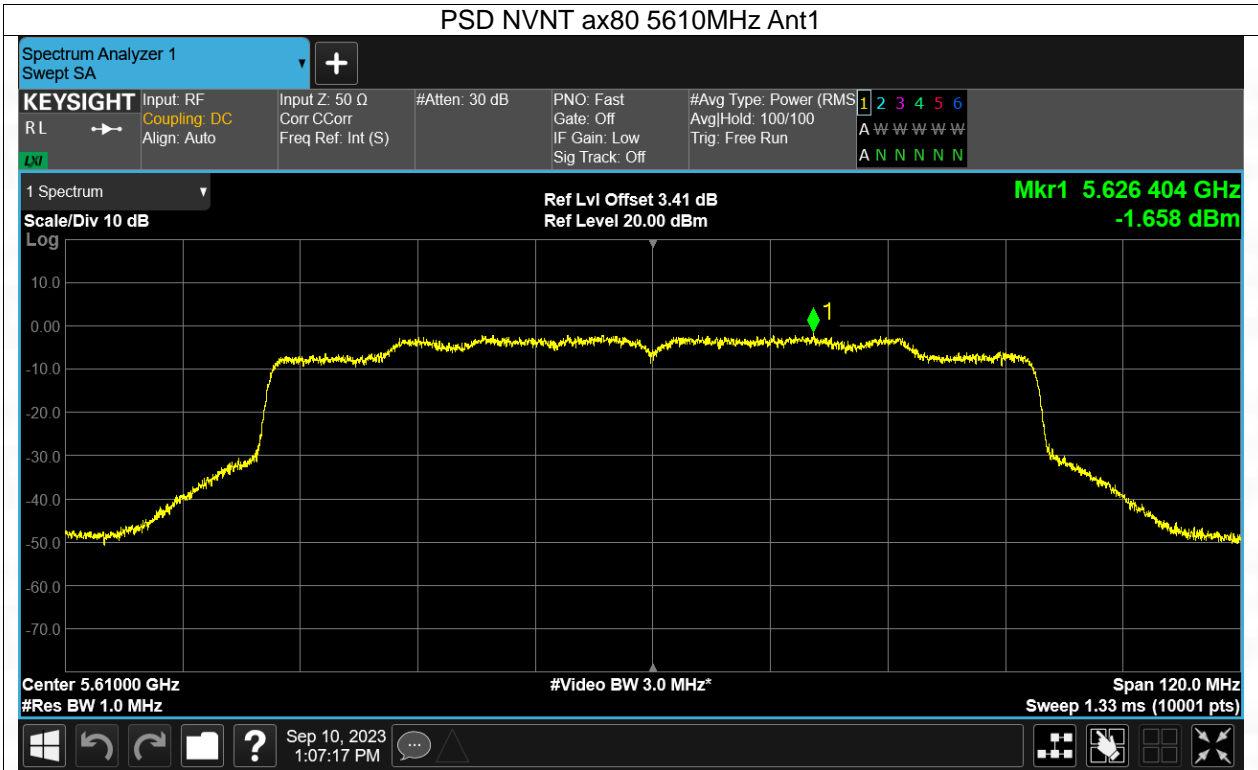 PSD NVNT ax80 5610MHz Ant1
Spectrum Analyzer 1
Swept SA
KEYSIGHT
R L
LXI
Input: RF
Coupling: DC
Align: Auto
Input Z: 50 Ω
Corr CCorr
Freq Ref: Int (S)
#Atten: 30 dB
PNO: Fast
Gate: Off
IF Gain: Low
Sig Track: Off
#Avg Type: Power (RMS
Avg|Hold: 100/100
Trig: Free Run
1 2 3 4 5 6
A W W W W W
A N N N N N
1 Spectrum
Scale/Div 10 dB
Ref Lvl Offset 3.41 dB
Ref Level 20.00 dBm
Mkr1 5.626 404 GHz
-1.658 dBm
Log
10.0
0.00
-10.0
-20.0
-30.0
-40.0
-50.0
-60.0
-70.0
1
Center 5.61000 GHz
#Res BW 1.0 MHz
#Video BW 3.0 MHz*
Span 120.0 MHz
Sweep 1.33 ms (10001 pts)
?
Sep 10, 2023
1:07:17 PM